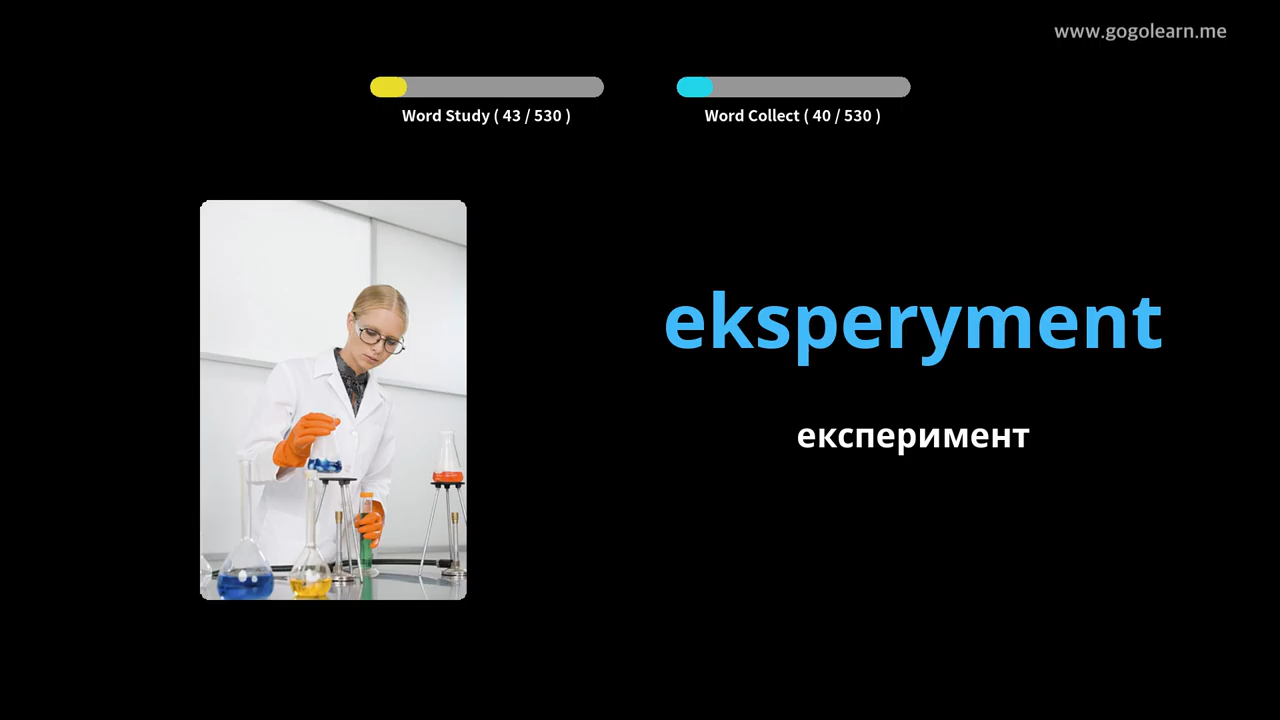 www.gogolearn.me
Word Study ( 43 / 530 )
Word Collect ( 40 / 530 )
eksperyment
експеримент